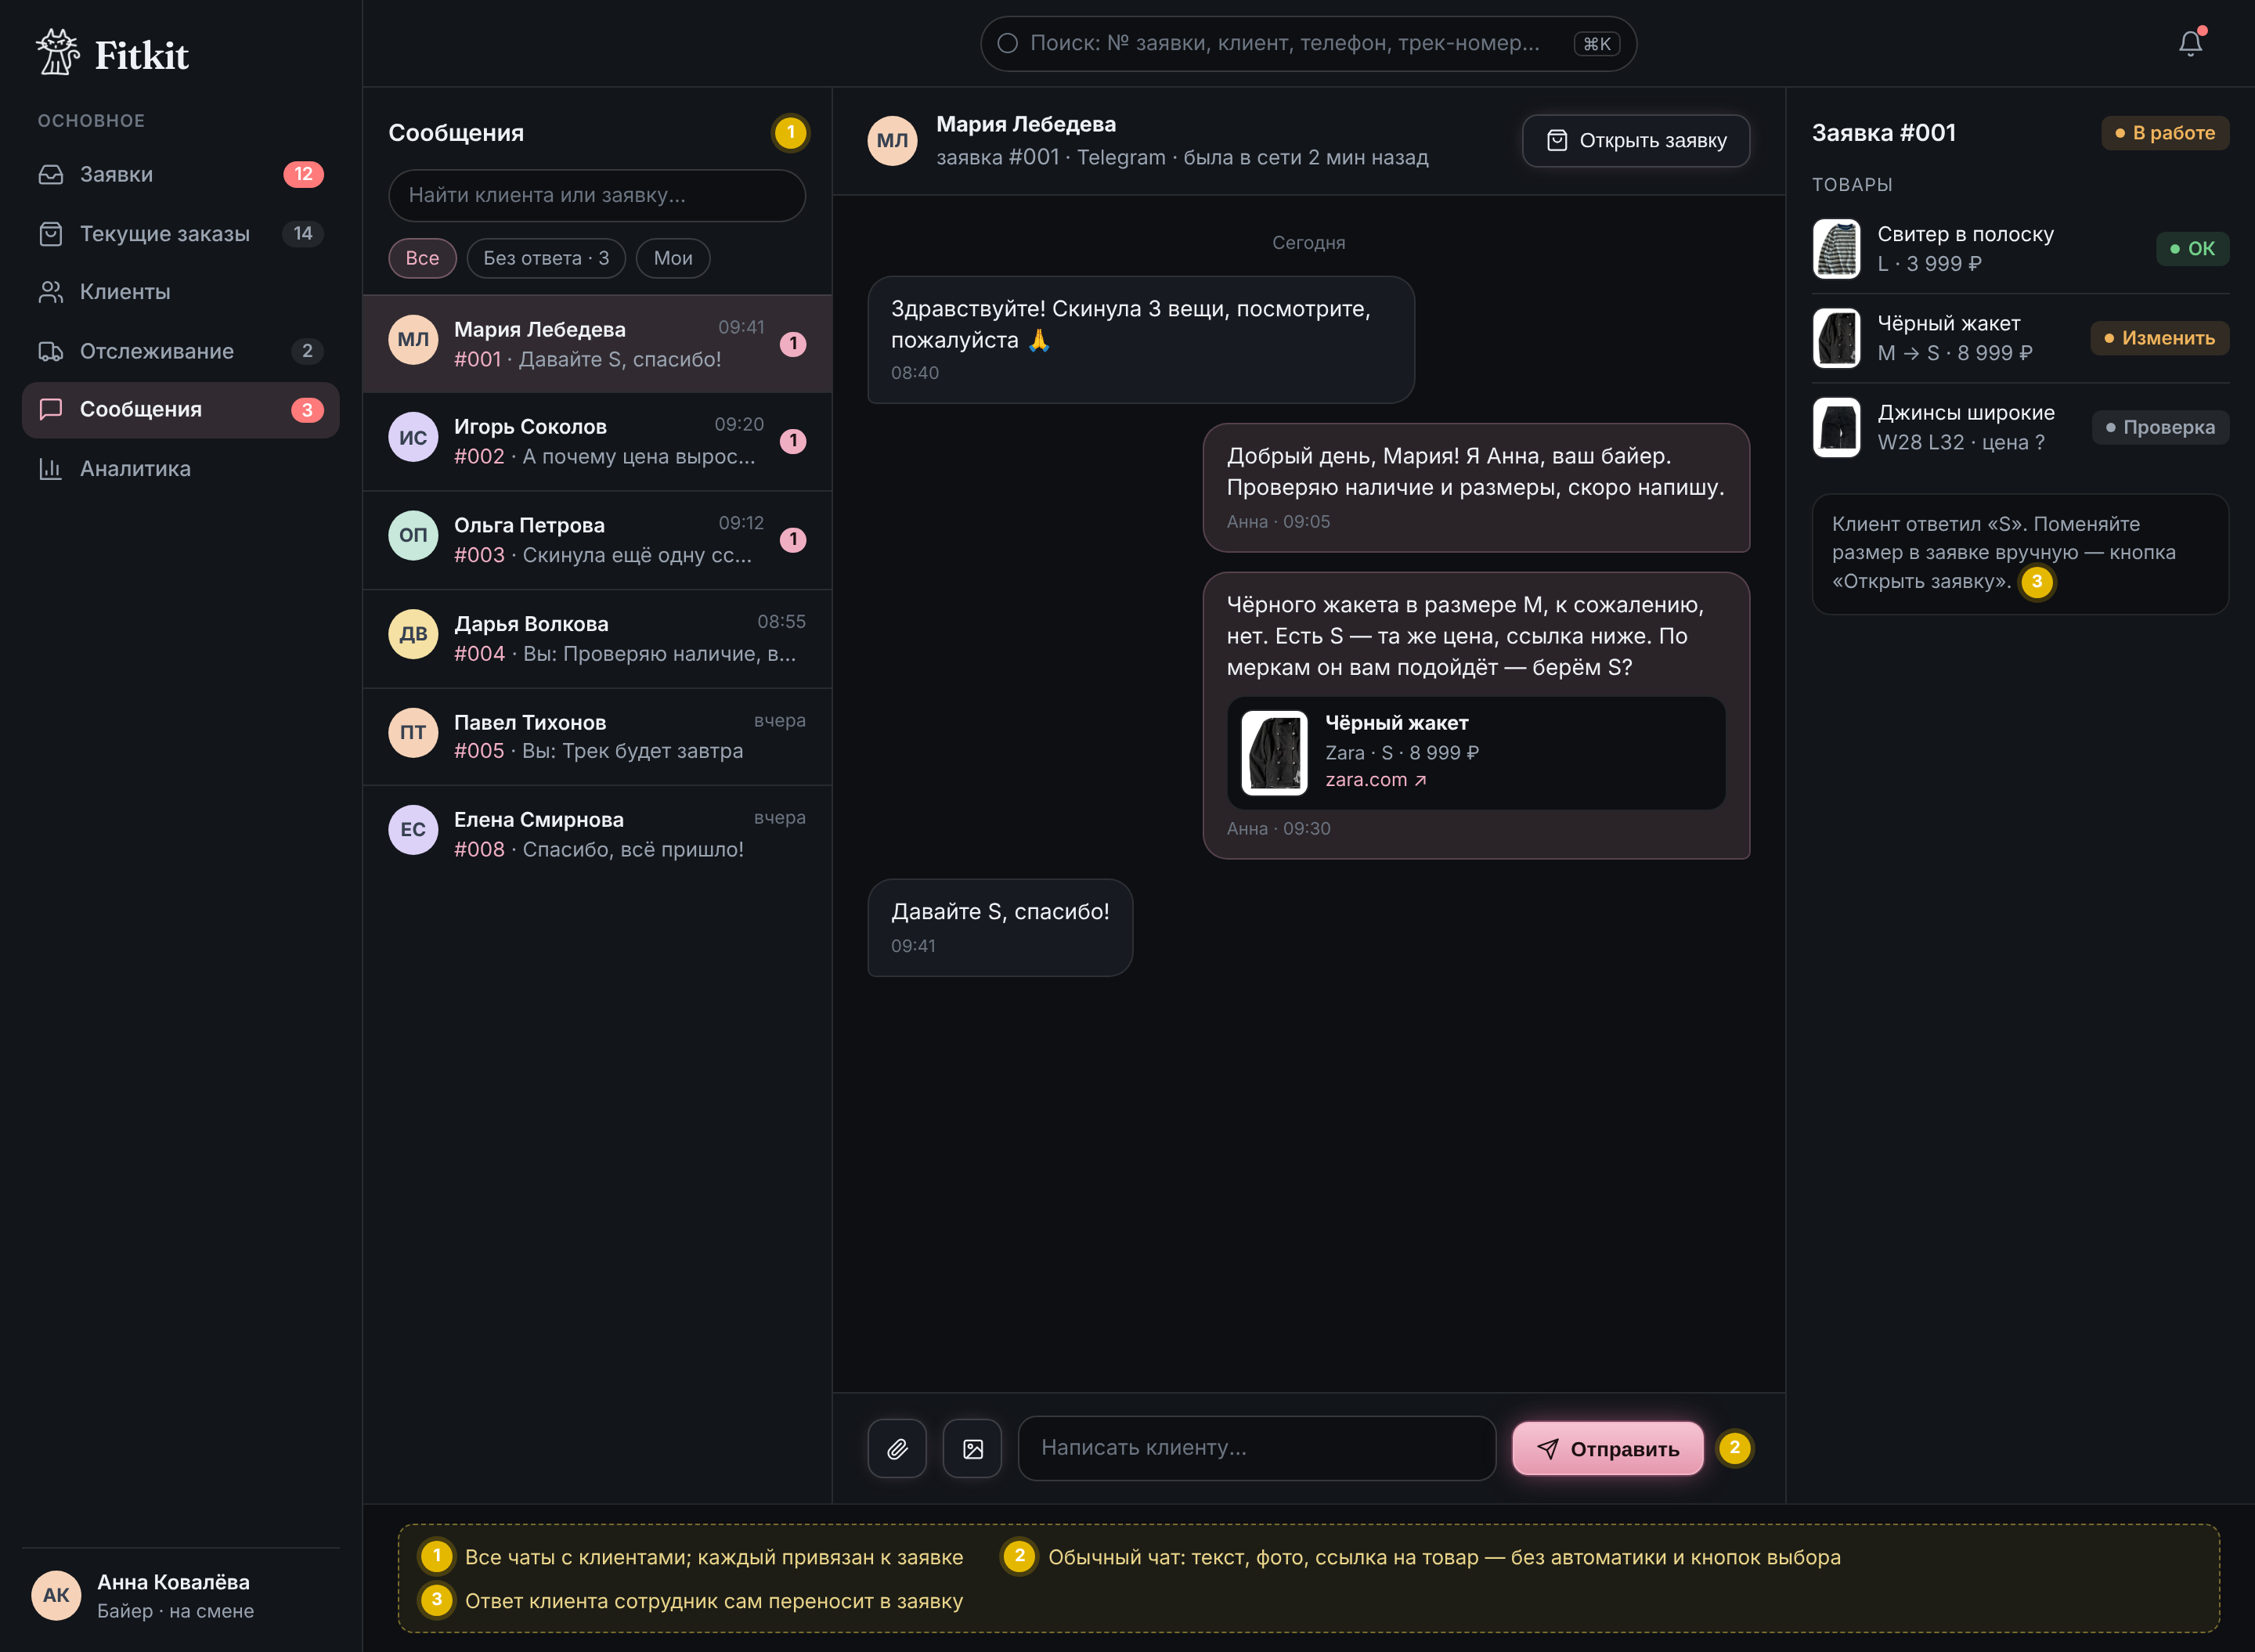 Fitkit
Поиск: № заявки, клиент, телефон, трек-номер...
⌘K
ОСНОВНОЕ
Заявки
12
Текущие заказы
14
Клиенты
Отслеживание
2
Сообщения
3
Аналитика
АК
Анна Ковалёва
Байер · на смене
Сообщения
1
Найти клиента или заявку...
Все
Без ответа · 3
Мои
МЛ
Мария Лебедева
09:41
#001 · Давайте S, спасибо!
1
ИС
Игорь Соколов
09:20
#002 · А почему цена вырос...
1
ОП
Ольга Петрова
09:12
#003 · Скинула ещё одну сс...
1
ДВ
Дарья Волкова
08:55
#004 · Вы: Проверяю наличие, в...
ПТ
Павел Тихонов
вчера
#005 · Вы: Трек будет завтра
ЕС
Елена Смирнова
вчера
#008 · Спасибо, всё пришло!
МЛ
Мария Лебедева
заявка #001 · Telegram · была в сети 2 мин назад
Открыть заявку
Сегодня
Здравствуйте! Скинула 3 вещи, посмотрите,
пожалуйста 🙏
08:40
Добрый день, Мария! Я Анна, ваш байер.
Проверяю наличие и размеры, скоро напишу.
Анна · 09:05
Чёрного жакета в размере M, к сожалению,
нет. Есть S — та же цена, ссылка ниже. По
меркам он вам подойдёт — берём S?
Чёрный жакет
Zara · S · 8 999 ₽
zara.com ↗
Анна · 09:30
Давайте S, спасибо!
09:41
Написать клиенту...
Отправить
2
Заявка #001
В работе
ТОВАРЫ
Свитер в полоску
L · 3 999 ₽
ОК
Чёрный жакет
M → S · 8 999 ₽
Изменить
Джинсы широкие
W28 L32 · цена ?
Проверка
Клиент ответил «S». Поменяйте
размер в заявке вручную — кнопка
«Открыть заявку». 3
1 Все чаты с клиентами; каждый привязан к заявке
2 Обычный чат: текст, фото, ссылка на товар — без автоматики и кнопок выбора
3 Ответ клиента сотрудник сам переносит в заявку